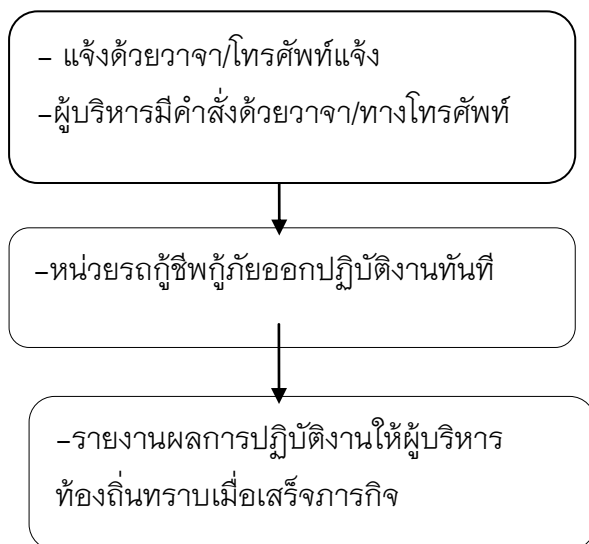 - แจ้งด้วยวาจา/โทรศัพท์แจ้ง
-ผู้บริหารมีคำสั่งด้วยวาจา/ทางโทรศัพท์
-หน่วยรถกู้ชีพกู้ภัยออกปฏิบัติงานทันที
-รายงานผลการปฏิบัติงานให้ผู้บริหาร
ท้องถิ่นทราบเมื่อเสร็จภารกิจ